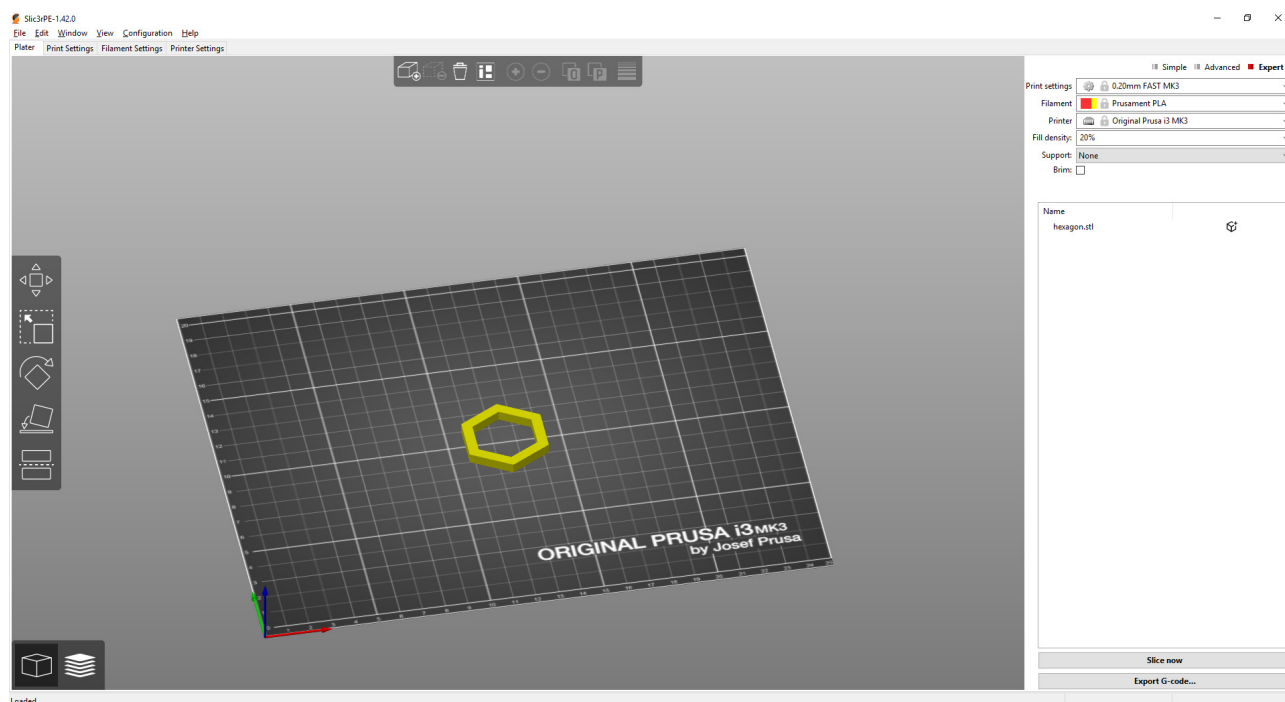 Slic3rPE-1.42.0
File Edit Window View Configuration Help
Plater Print Settings Filament Settings Printer Settings
Simple Advanced Expert
Print settings 0.20mm FAST MK3
Filament Prusament PLA
Printer Original Prusa i3 MK3
Fill density: 20%
Support: None
Brim:
Name
hexagon.stl
ORIGINAL PRUSA i3 MK3
by Josef Prusa
Slice now
Export G-code...
Loaded